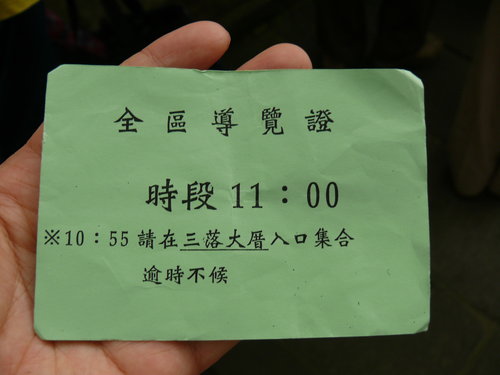 全區導覽證
時段 11：00
※10：55 請在三落大厝入口集合
逾時不候